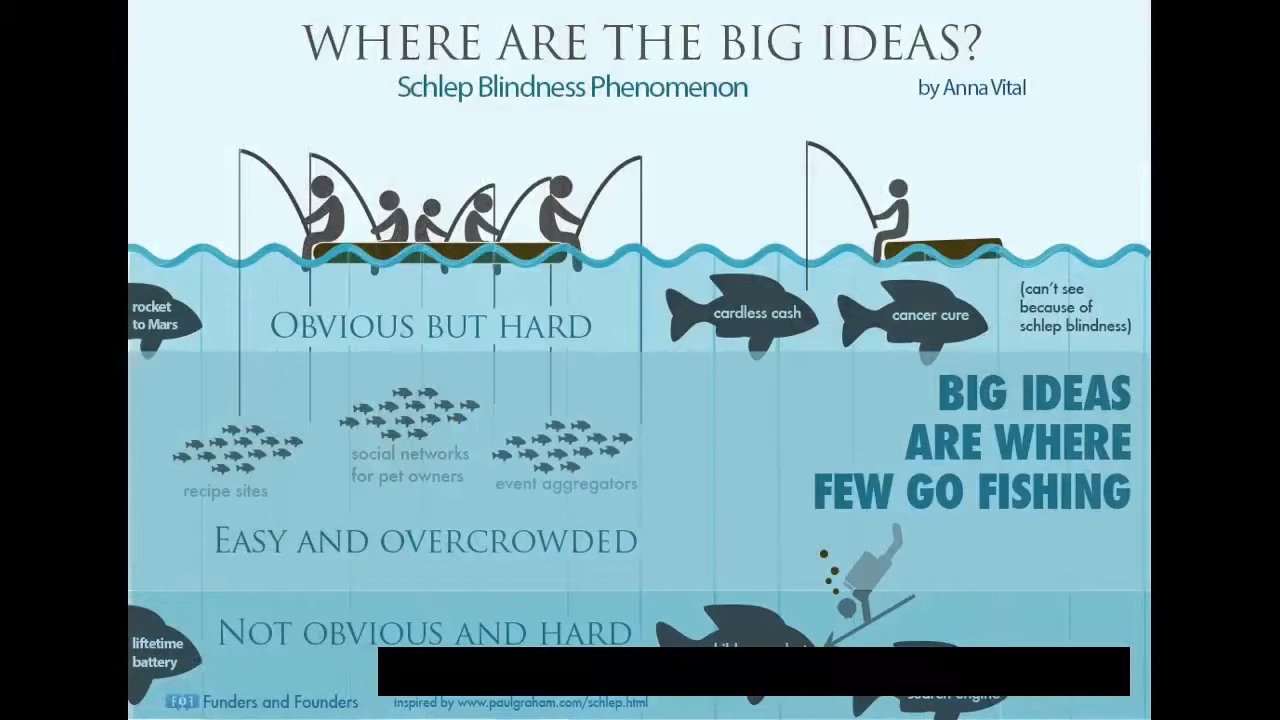 WHERE ARE THE BIG IDEAS?
Schlep Blindness Phenomenon
by Anna Vital
rocket
to Mars
OBVIOUS BUT HARD
cardless cash
cancer cure
(can't see
because of
schlep blindness)
BIG IDEAS
ARE WHERE
FEW GO FISHING
social networks
for pet owners
recipe sites
event aggregators
EASY AND OVERCROWDED
NOT OBVIOUS AND HARD
liftetime
battery
search engine
Funders and Founders
inspired by www.paulgraham.com/schlep.html